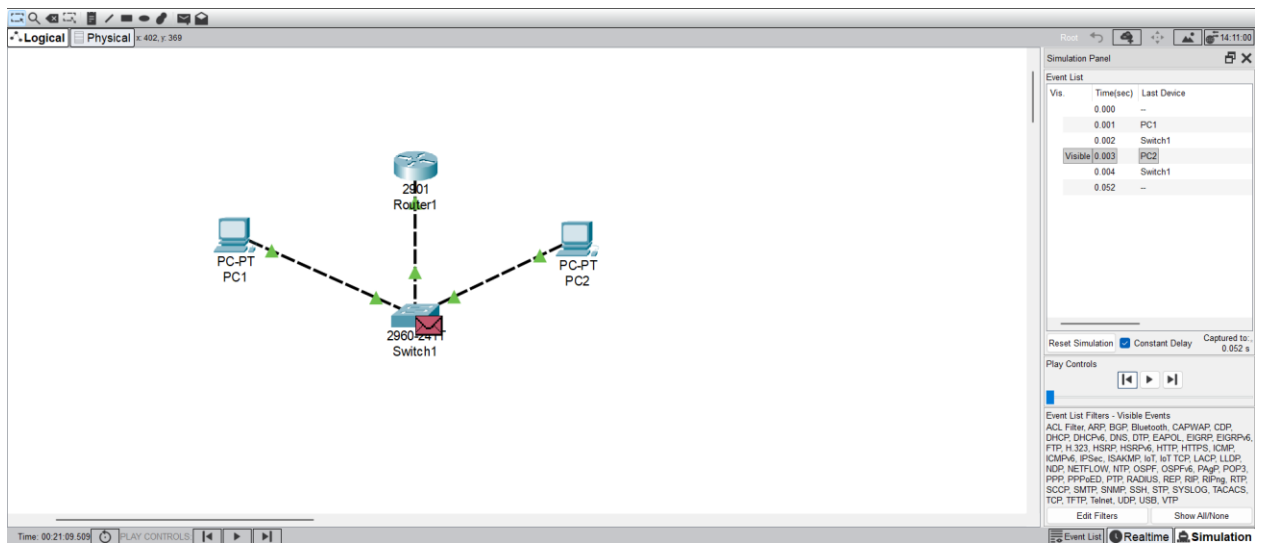 Logical Physical x: 402, y: 369 Root 14:11:00
Simulation Panel
Event List
Vis. Time(sec) Last Device
0.000 --
0.001 PC1
0.002 Switch1
Visible 0.003 PC2
0.004 Switch1
0.052 --
2901
Router1
PC-PT
PC1
PC-PT
PC2
Switch1
Reset Simulation Constant Delay Captured to:,
0.052 s
Play Controls
Event List Filters - Visible Events
ACL Filter, ARP, BGP, Bluetooth, CAPWAP, CDP,
DHCP, DHCPv6, DNS, DTP, EAPOL, EIGRP, EIGRPv6,
FTP, H.323, HSRP, HSRPv6, HTTP, HTTPS, ICMP,
ICMPv6, IPSec, ISAKMP, IoT, IoT TCP, LACP, LLDP,
NDP, NETFLOW, NTP, OSPF, OSPFv6, PAgP, POP3,
PPP, PPPoED, PTP, RADIUS, REP, RIP, RIPng, RTP,
SCCP, SMTP, SNMP, SSH, STP, SYSLOG, TACACS,
TCP, TFTP, Telnet, UDP, USB, VTP
Edit Filters Show All/None
Time: 00:21:09.509 PLAY CONTROLS: Event List Realtime Simulation